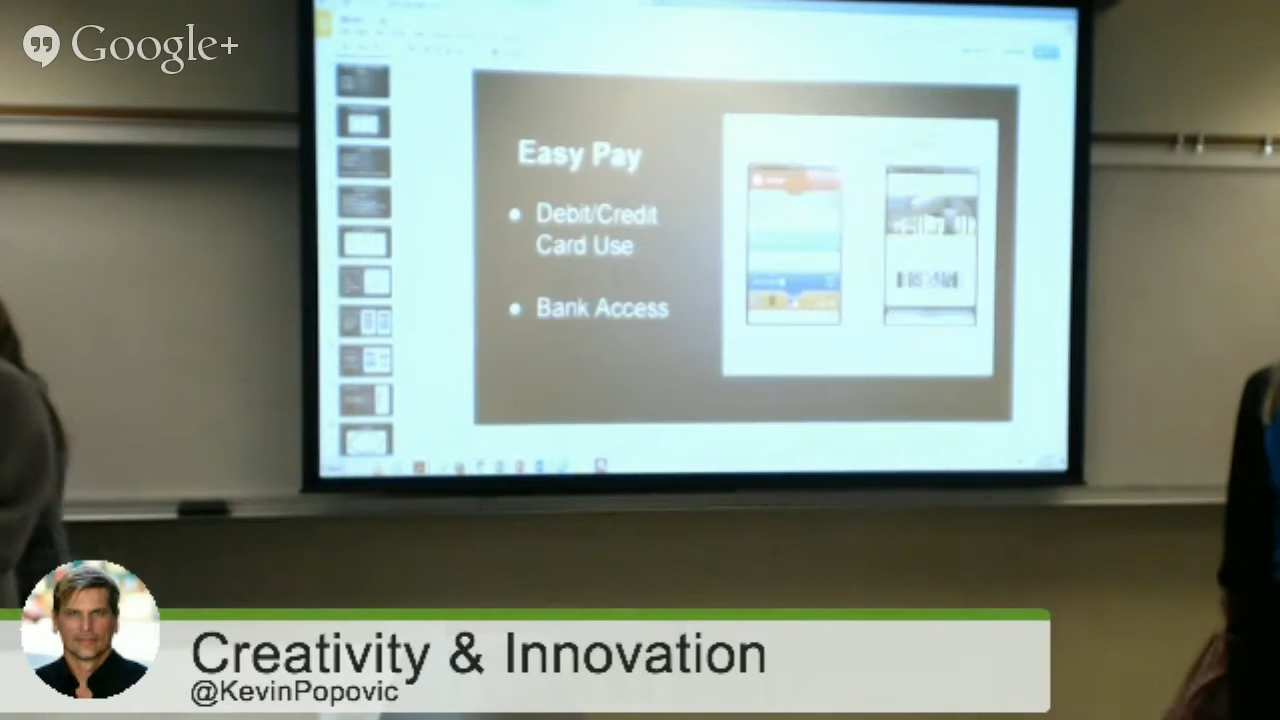 Google+
Easy Pay
Debit/Credit
Card Use
Bank Access
Creativity & Innovation
@KevinPopovic